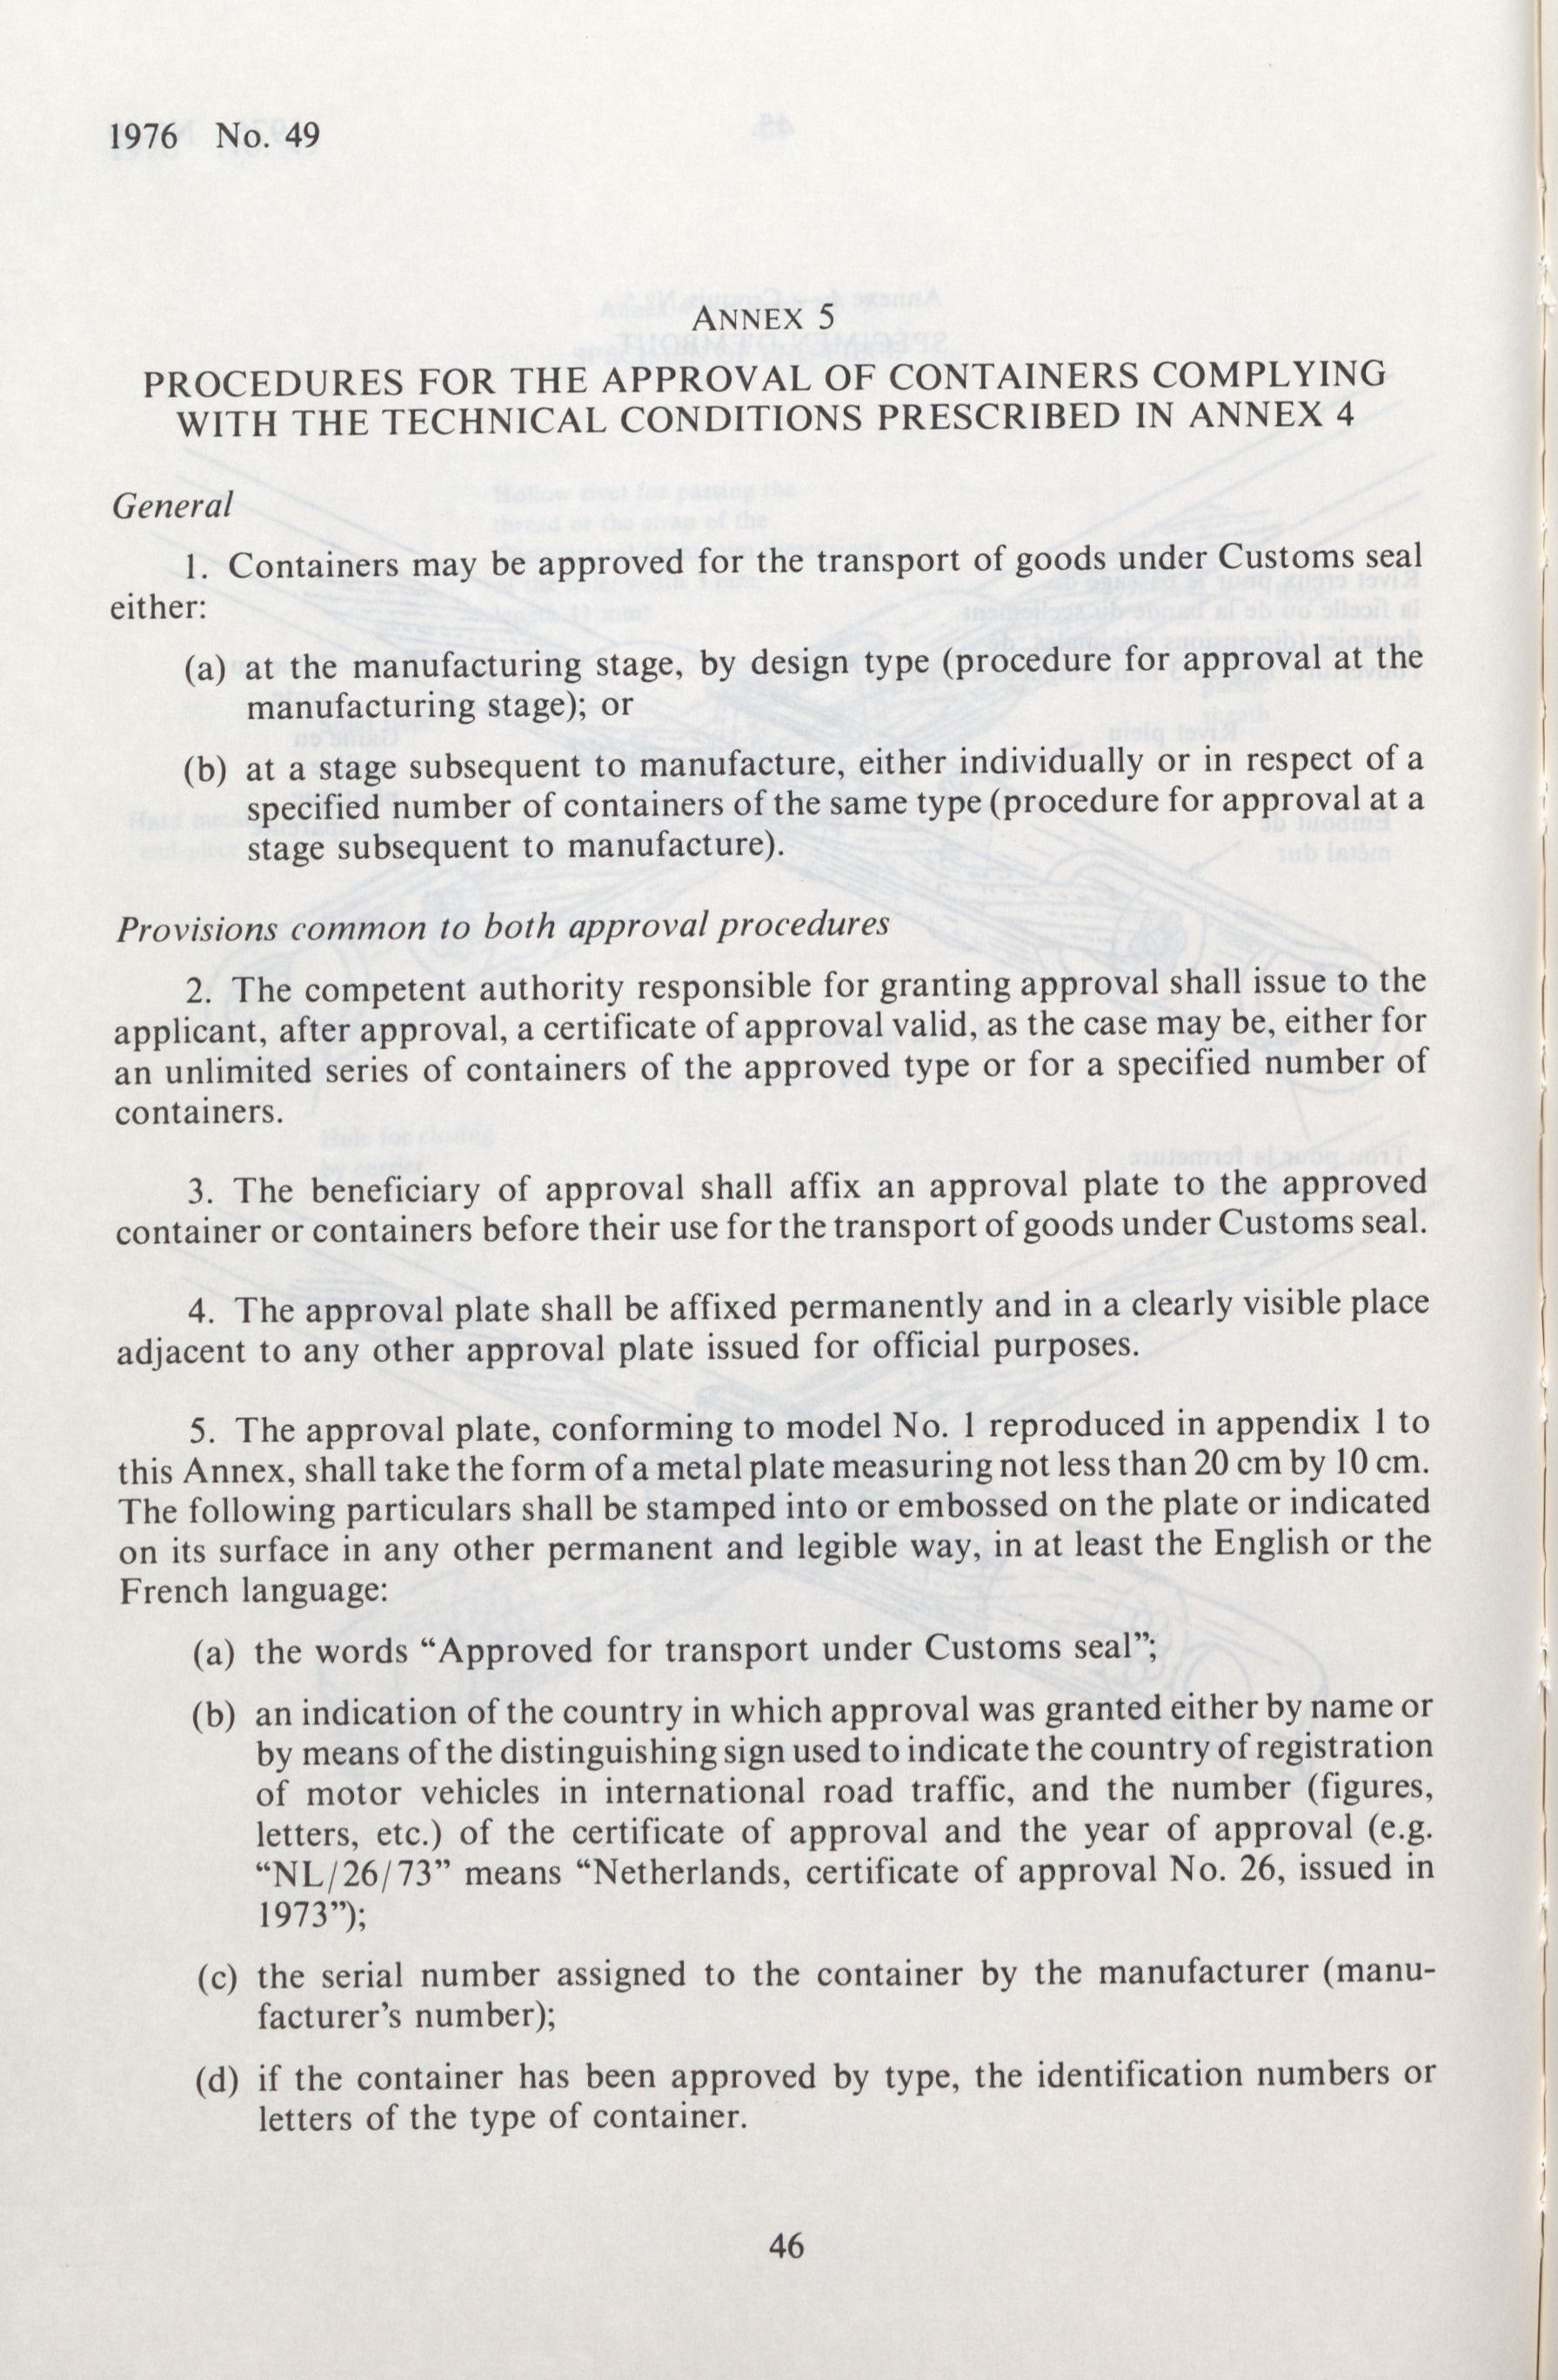 1976 No. 49
ANNEX 5
PROCEDURES FOR THE APPROVAL OF CONTAINERS COMPLYING
WITH THE TECHNICAL CONDITIONS PRESCRIBED IN ANNEX 4
General
1. Containers may be approved for the transport of goods under Customs seal
either:
(a) at the manufacturing stage, by design type (procedure for approval at the
manufacturing stage); or
(b) at a stage subsequent to manufacture, either individually or in respect of a
specified number of containers of the same type (procedure for approval at a
stage subsequent to manufacture).
Provisions common to both approval procedures
2. The competent authority responsible for granting approval shall issue to the
applicant, after approval, a certificate of approval valid, as the case may be, either for
an unlimited series of containers of the approved type or for a specified number of
containers.
3. The beneficiary of approval shall affix an approval plate to the approved
container or containers before their use for the transport of goods under Customs seal.
4. The approval plate shall be affixed permanently and in a clearly visible place
adjacent to any other approval plate issued for official purposes.
5. The approval plate, conforming to model No. 1 reproduced in appendix 1 to
this Annex, shall take the form of a metal plate measuring not less than 20 cm by 10 cm.
The following particulars shall be stamped into or embossed on the plate or indicated
on its surface in any other permanent and legible way, in at least the English or the
French language:
(a) the words “Approved for transport under Customs seal”;
(b) an indication of the country in which approval was granted either by name or
by means of the distinguishing sign used to indicate the country of registration
of motor vehicles in international road traffic, and the number (figures,
letters, etc.) of the certificate of approval and the year of approval (e.g.
“NL/26/73” means “Netherlands, certificate of approval No. 26, issued in
1973”);
(c) the serial number assigned to the container by the manufacturer (manu-
facturer’s number);
(d) if the container has been approved by type, the identification numbers or
letters of the type of container.
46